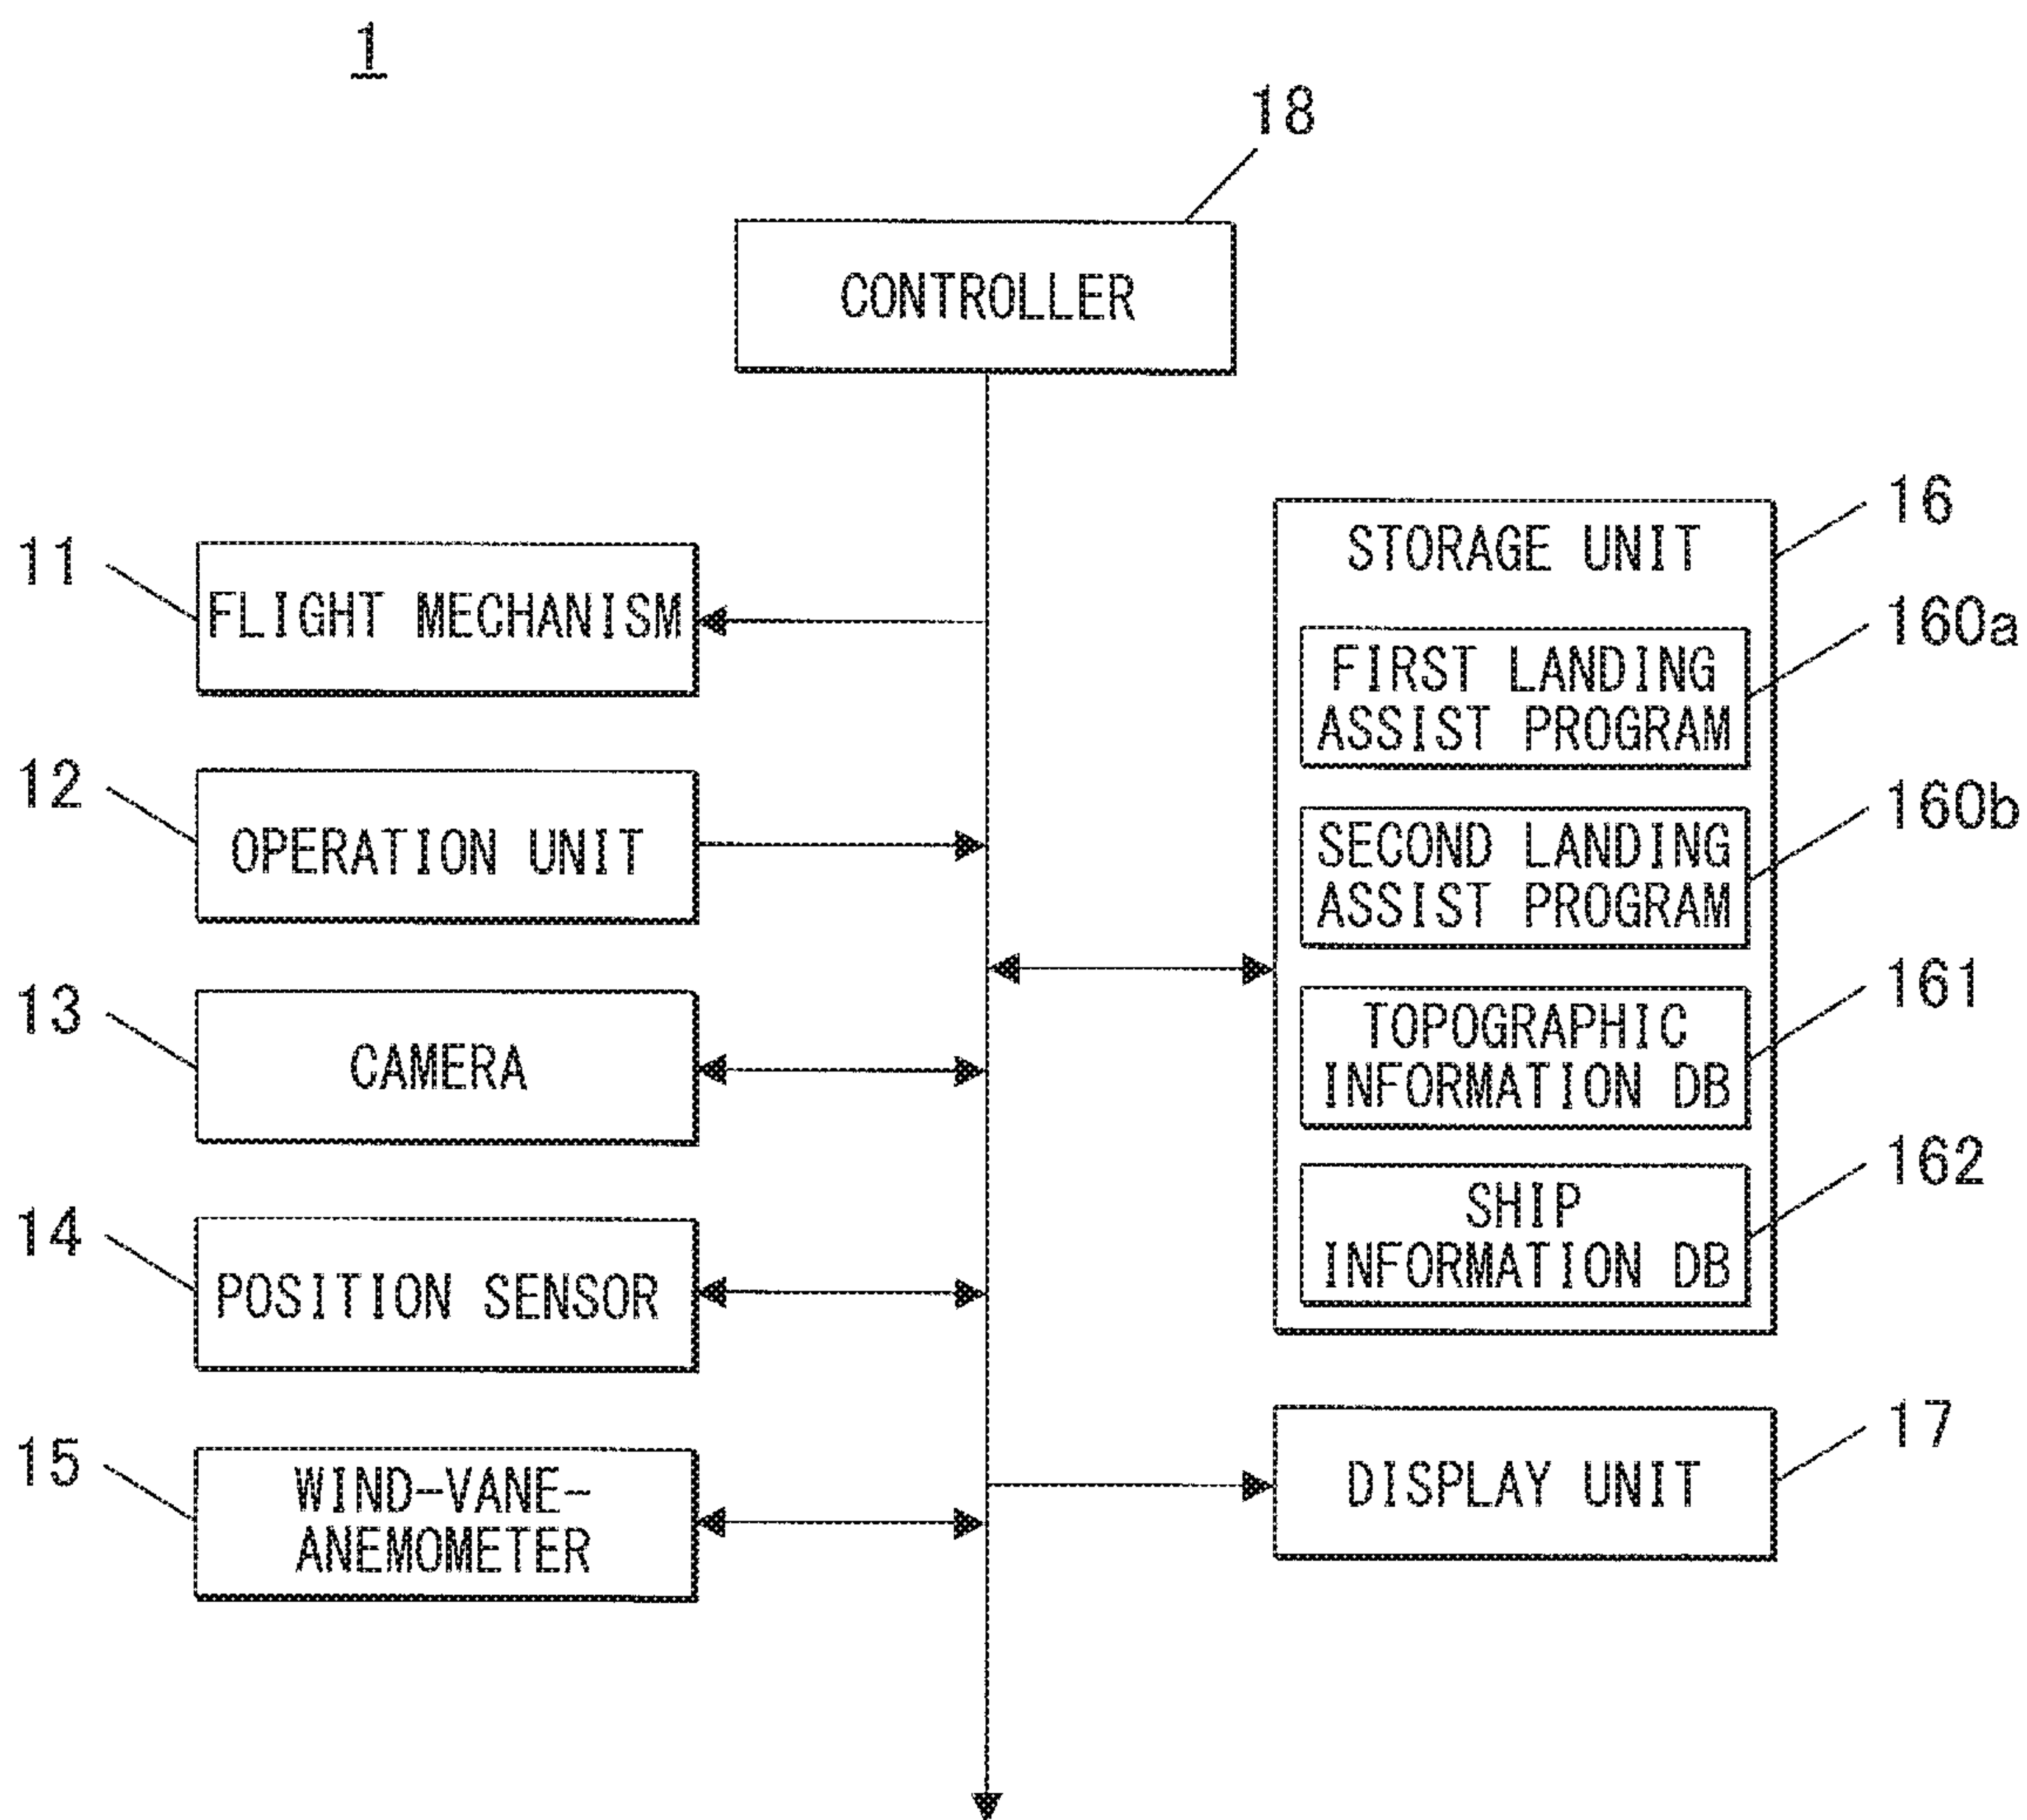 1
18
CONTROLLER
11
FLIGHT MECHANISM
12
OPERATION UNIT
13
CAMERA
14
POSITION SENSOR
15
WIND-VANE-
ANEMOMETER
16
STORAGE UNIT
160a
FIRST LANDING
ASSIST PROGRAM
160b
SECOND LANDING
ASSIST PROGRAM
161
TOPOGRAPHIC
INFORMATION DB
162
SHIP
INFORMATION DB
17
DISPLAY UNIT